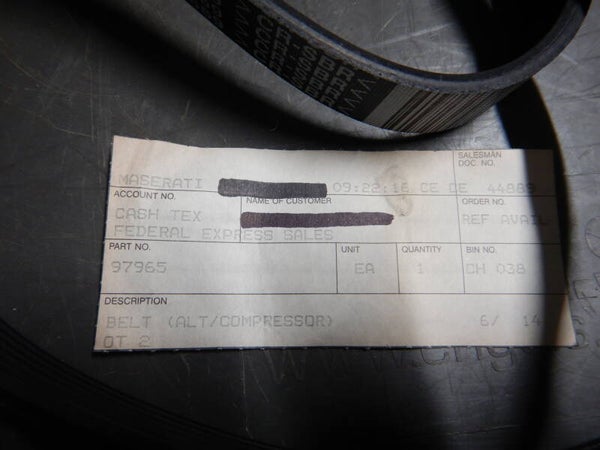 SALESMAN
DOC. NO.
MASERATI 09:22:16 CE DE 44889
ACCOUNT NO. NAME OF CUSTOMER ORDER NO.
CASH TEX REF AVAIL
FEDERAL EXPRESS SALES
PART NO. UNIT QUANTITY BIN NO.
97965 EA 1 CH 038
DESCRIPTION
BELT (ALT/COMPRESSOR) 6/ 14
OT 2